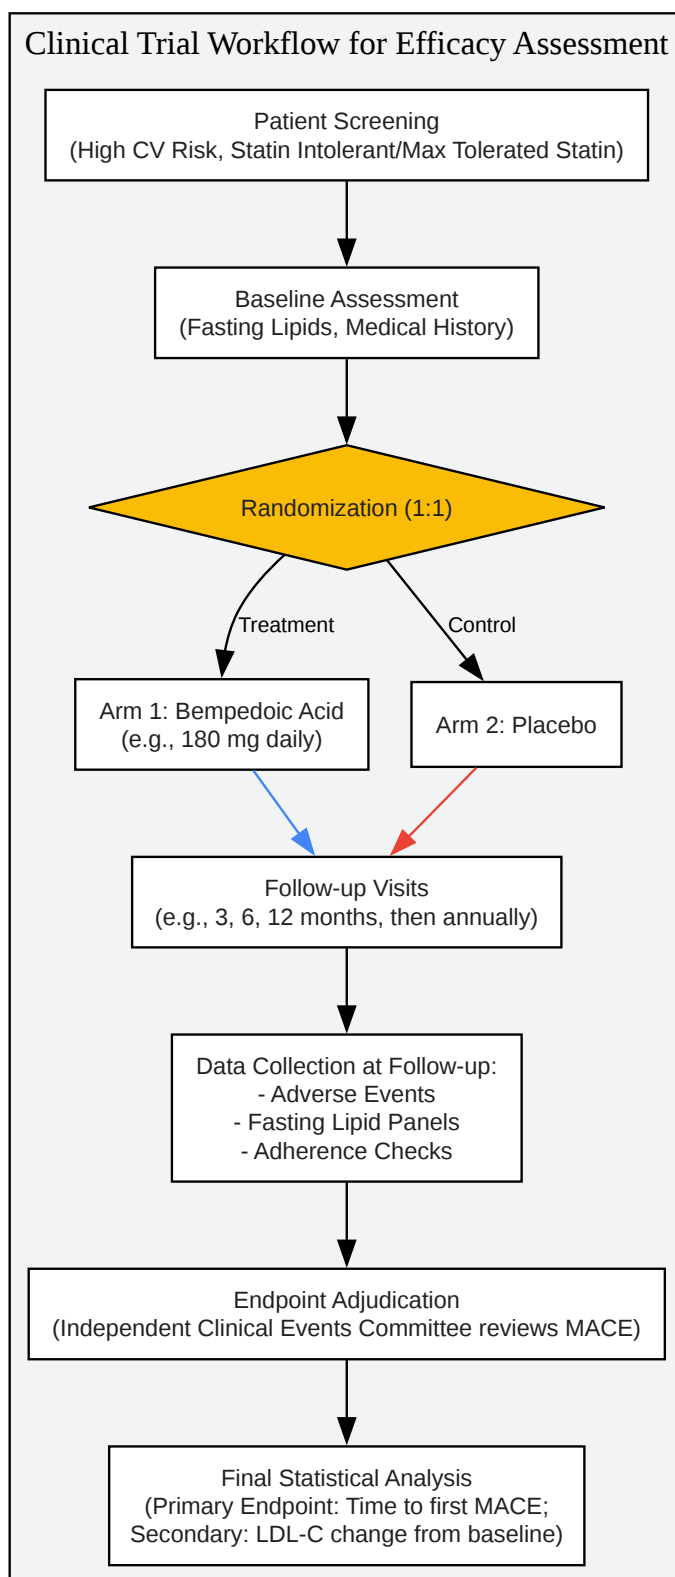 Clinical Trial Workflow for Efficacy Assessment
Patient Screening
(High CV Risk, Statin Intolerant/Max Tolerated Statin)
Baseline Assessment
(Fasting Lipids, Medical History)
Randomization (1:1)
Treatment
Control
Arm 1: Bempedoic Acid
(e.g., 180 mg daily)
Arm 2: Placebo
Follow-up Visits
(e.g., 3, 6, 12 months, then annually)
Data Collection at Follow-up:
- Adverse Events
- Fasting Lipid Panels
- Adherence Checks
Endpoint Adjudication
(Independent Clinical Events Committee reviews MACE)
Final Statistical Analysis
(Primary Endpoint: Time to first MACE;
Secondary: LDL-C change from baseline)